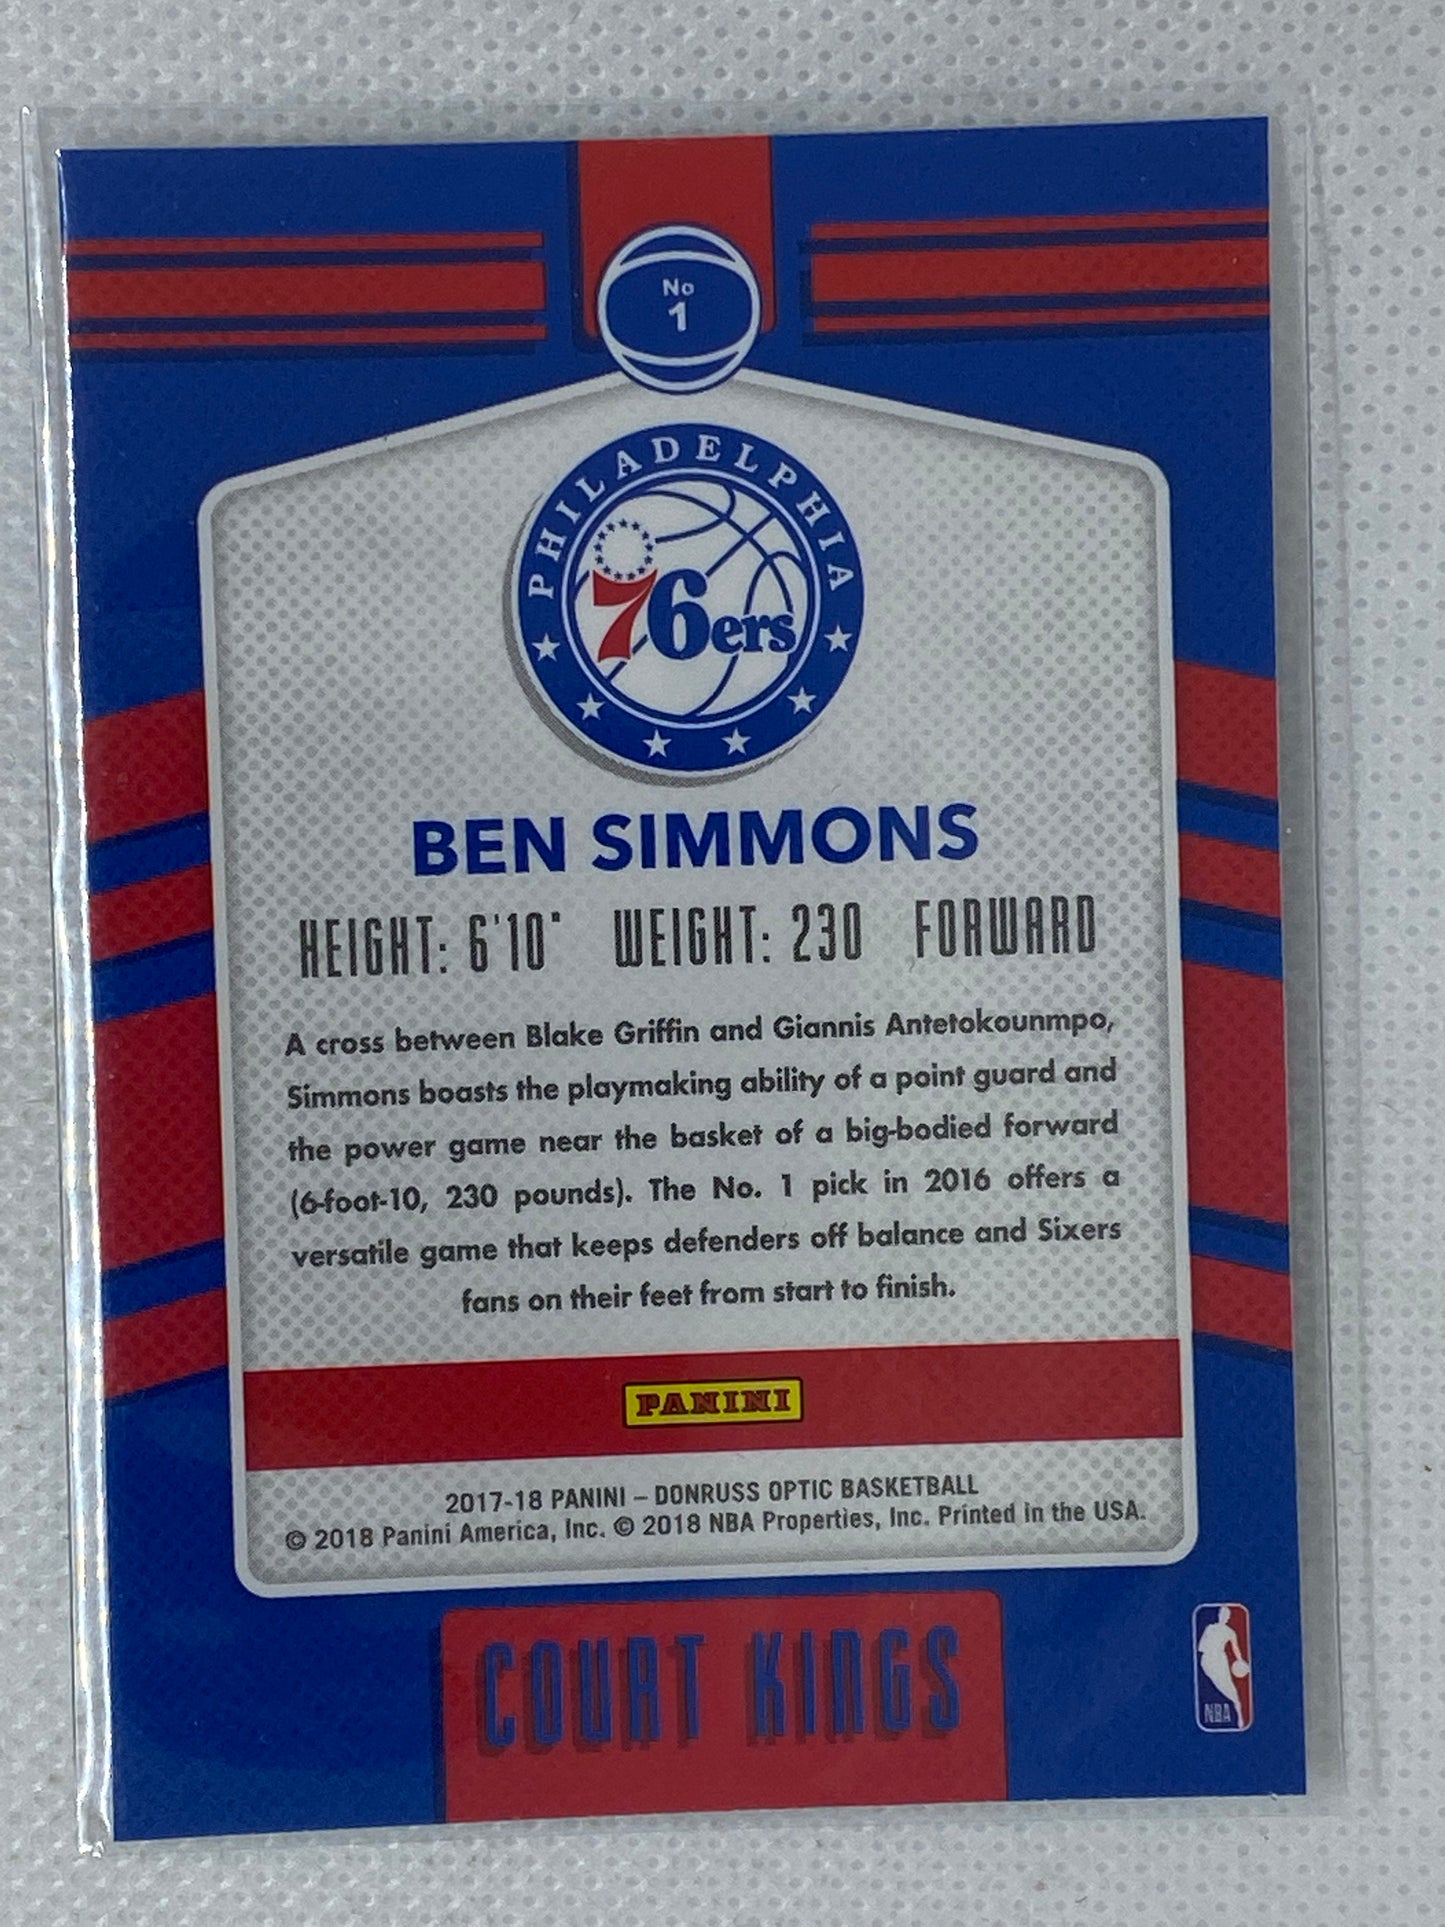 No
1
PHILADELPHIA
76ers
BEN SIMMONS
HEIGHT: 6'10" WEIGHT: 230 FORWARD
A cross between Blake Griffin and Giannis Antetokounmpo,
Simmons boasts the playmaking ability of a point guard and
the power game near the basket of a big-bodied forward
(6-foot-10, 230 pounds). The No. 1 pick in 2016 offers a
versatile game that keeps defenders off balance and Sixers
fans on their feet from start to finish.
PANINI
2017-18 PANINI – DONRUSS OPTIC BASKETBALL
© 2018 Panini America, Inc. © 2018 NBA Properties, Inc. Printed in the USA.
COURT KINGS
NBA